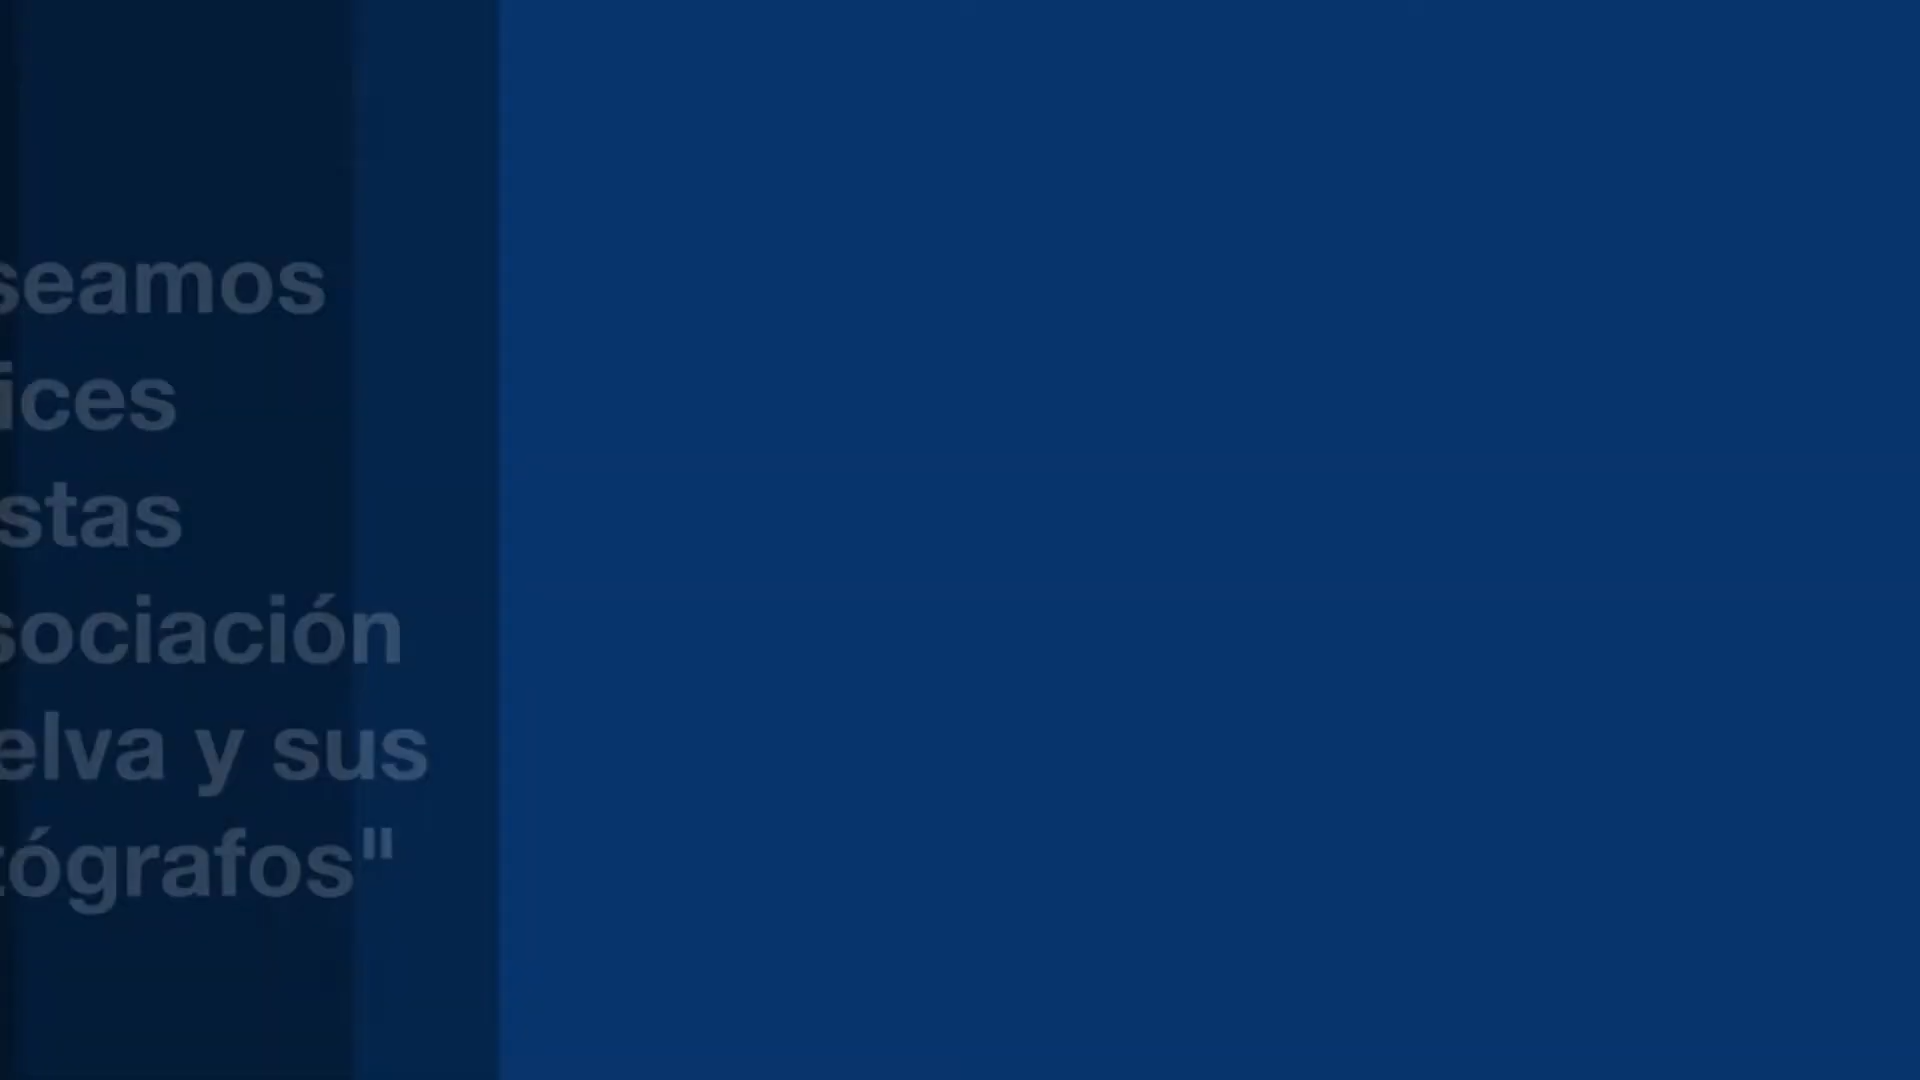 seamos
ices
stas
sociación
elva y sus
tógrafos"